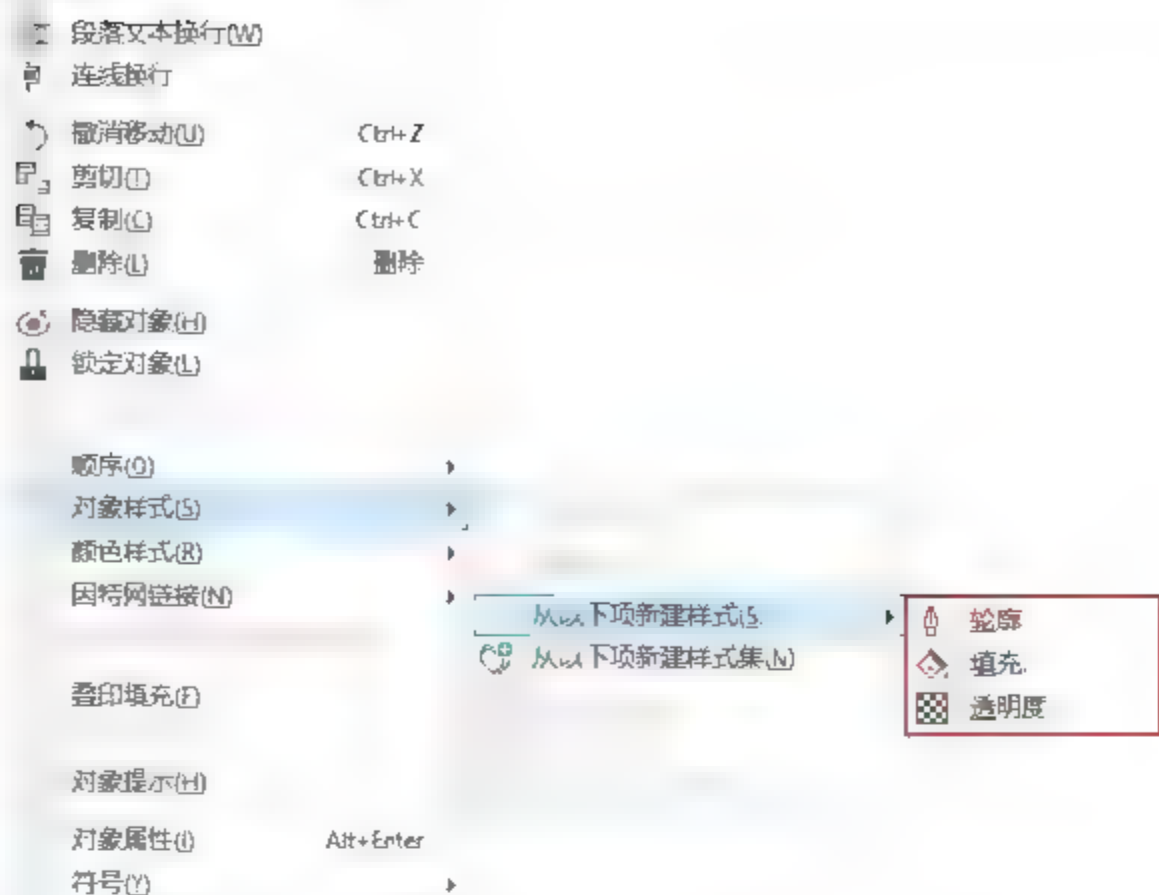 段落文本换行(W)
连线换行
撤消移动(U) Ctrl+Z
剪切(T) Ctrl+X
复制(C) Ctrl+C
删除(L) 删除
隐藏对象(H)
锁定对象(L)
顺序(O)
对象样式(S)
颜色样式(R)
因特网链接(N)
从以下项新建样式(S)
轮廓
从以下项新建样式集(N)
填充
透明度
叠印填充(F)
对象提示(H)
对象属性(I) Alt+Enter
符号(Y)